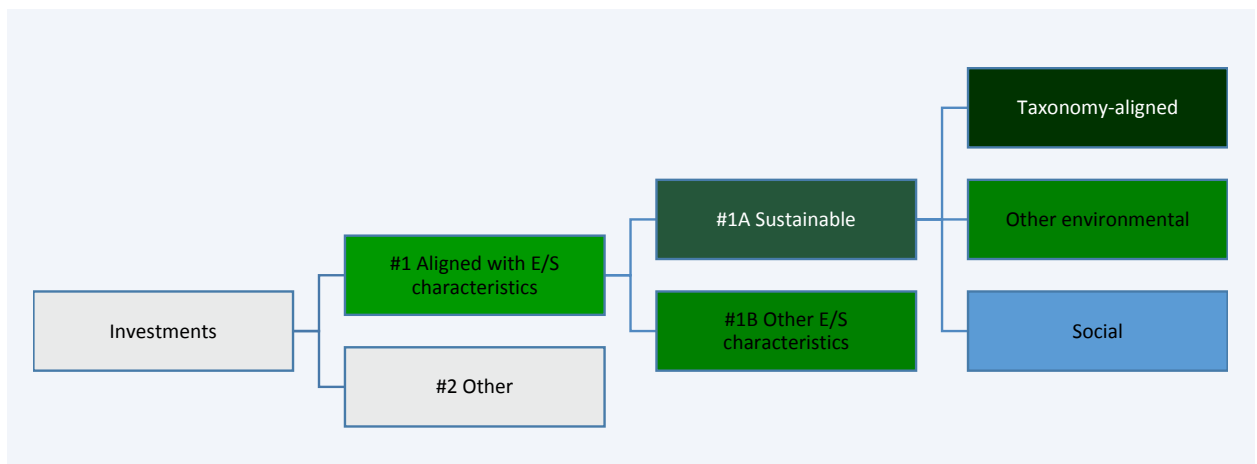 Investments
#1 Aligned with E/S
characteristics
#2 Other
#1A Sustainable
#1B Other E/S
characteristics
Taxonomy-aligned
Other environmental
Social